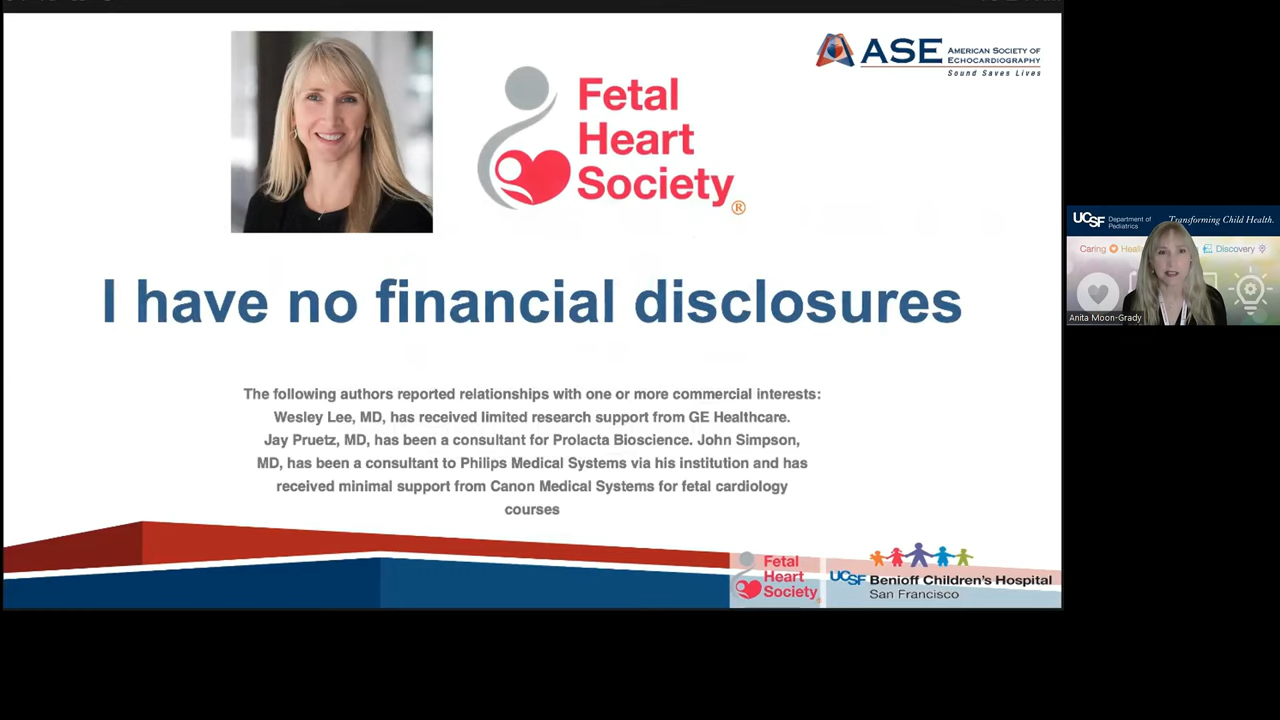 ASE AMERICAN SOCIETY OF
ECHOCARDIOGRAPHY
Sound Saves Lives
Fetal
Heart
Society®
I have no financial disclosures
The following authors reported relationships with one or more commercial interests:
Wesley Lee, MD, has received limited research support from GE Healthcare.
Jay Pruetz, MD, has been a consultant for Prolacta Bioscience. John Simpson,
MD, has been a consultant to Philips Medical Systems via his institution and has
received minimal support from Canon Medical Systems for fetal cardiology
courses
Fetal
Heart
Society
UCSF Benioff Children's Hospital
San Francisco
UCSF Department of
Pediatrics
Transforming Child Health.
Caring
Discovery
Anita Moon-Grady